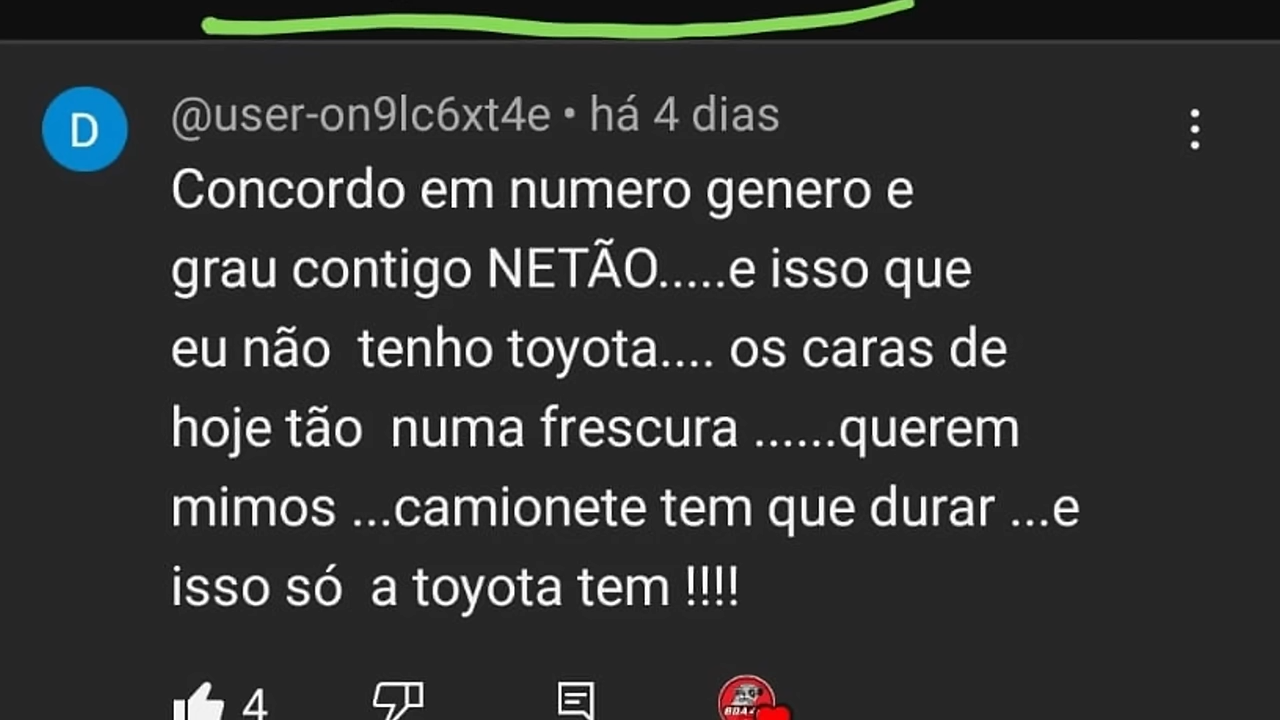 D
@user-on9lc6xt4e • há 4 dias
Concordo em numero genero e
grau contigo NETÃO.....e isso que
eu não  tenho toyota.... os caras de
hoje tão  numa frescura ......querem
mimos ...camionete tem que durar ...e
isso só  a toyota tem !!!!
4